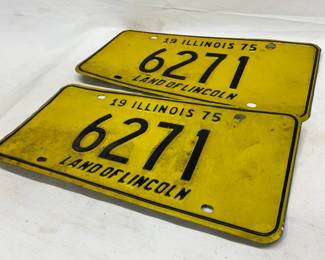 19 ILLINOIS 75
6271
LAND OF LINCOLN
19 ILLINOIS 75
6271
LAND OF LINCOLN